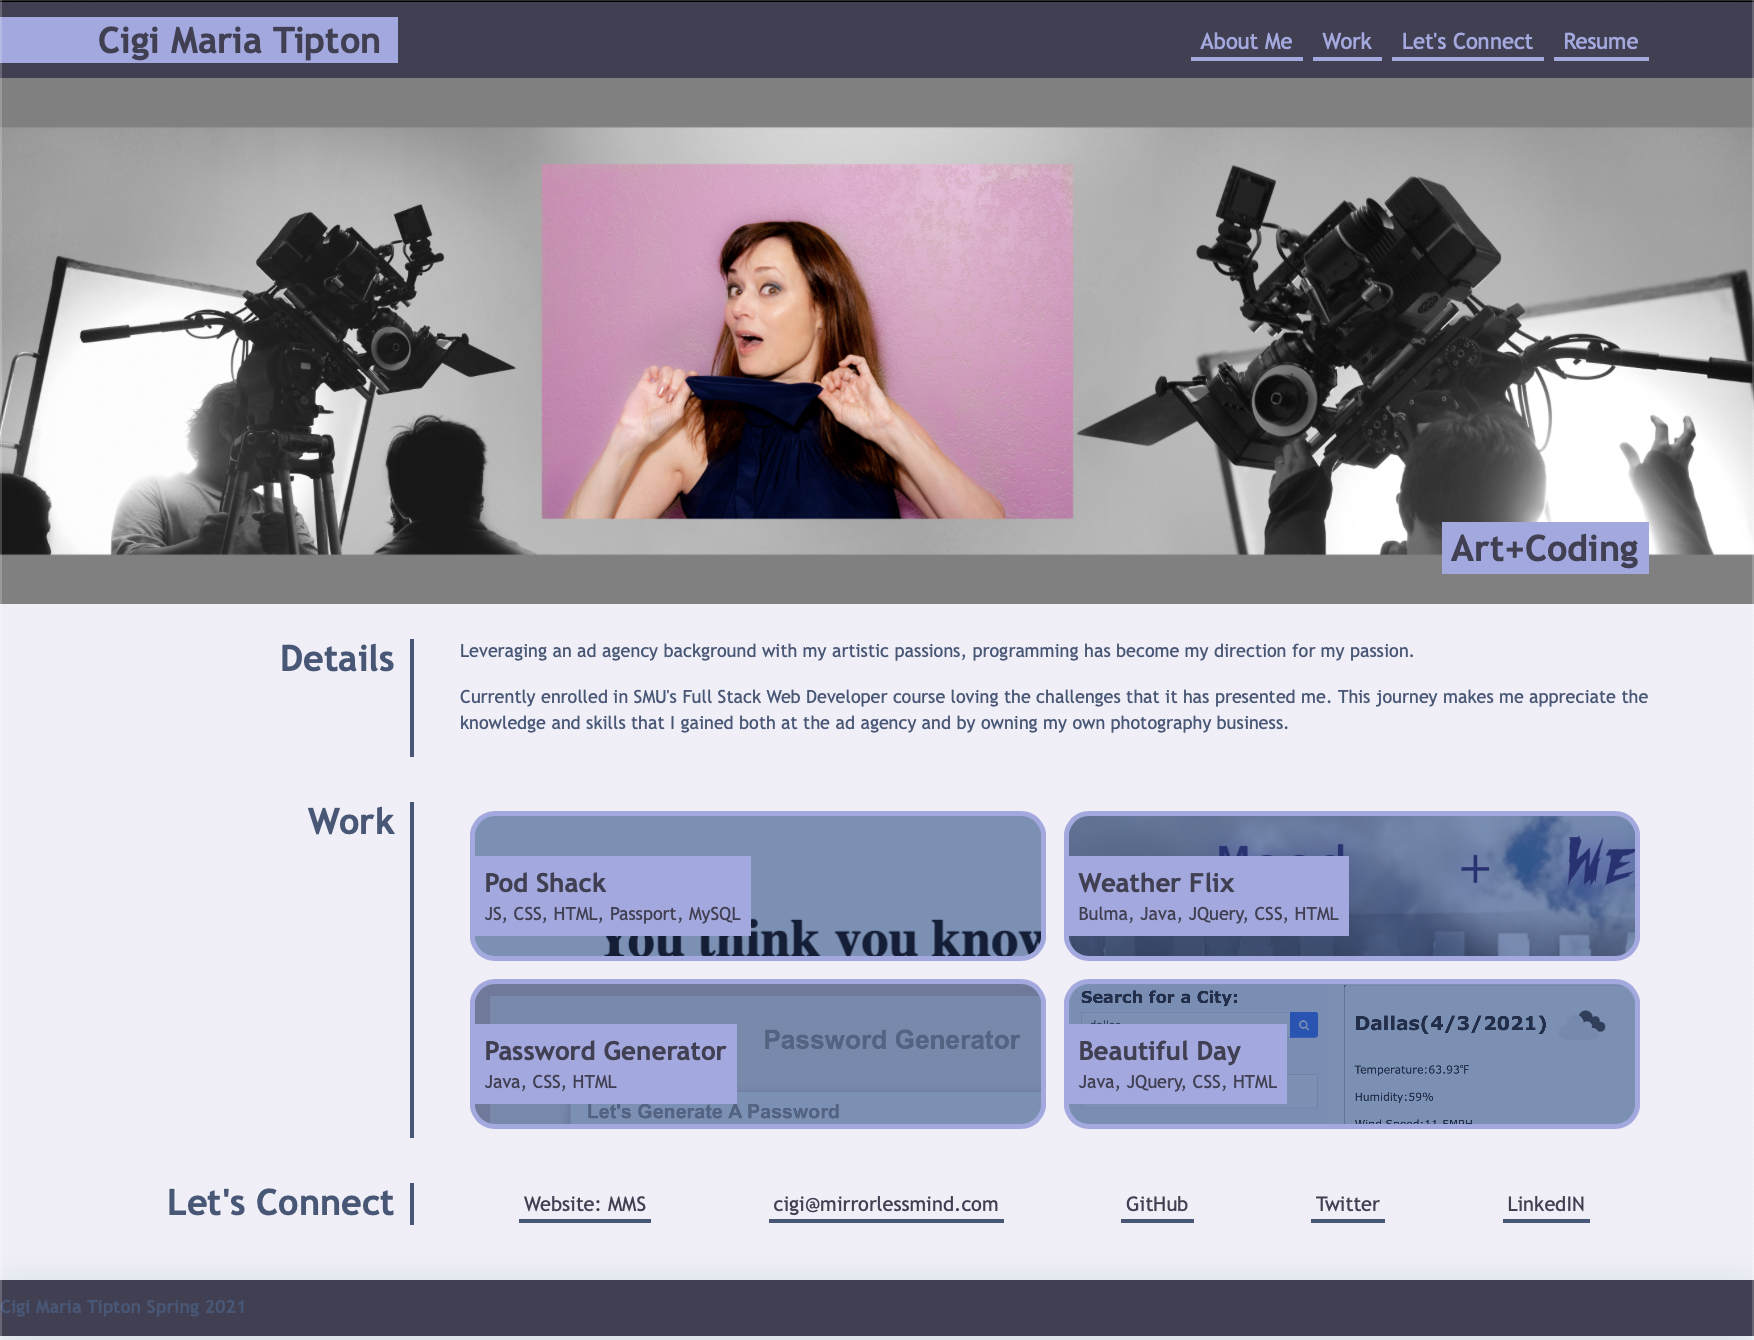 Cigi Maria Tipton
About Me Work Let's Connect Resume
Art+Coding
Details
Leveraging an ad agency background with my artistic passions, programming has become my direction for my passion.
Currently enrolled in SMU's Full Stack Web Developer course loving the challenges that it has presented me. This journey makes me appreciate the
knowledge and skills that I gained both at the ad agency and by owning my own photography business.
Work
Pod Shack
JS, CSS, HTML, Passport, MySQL
You think you know
Weather Flix
Bulma, Java, JQuery, CSS, HTML
+ WE
Password Generator
Java, CSS, HTML
Password Generator
Let's Generate A Password
Search for a City:
Beautiful Day
Java, JQuery, CSS, HTML
Dallas(4/3/2021)
Temperature:63.93°F
Humidity:59%
Wind Speed:11.5MPH
Let's Connect
Website: MMS cigi@mirrorlessmind.com GitHub Twitter LinkedIN
Cigi Maria Tipton Spring 2021